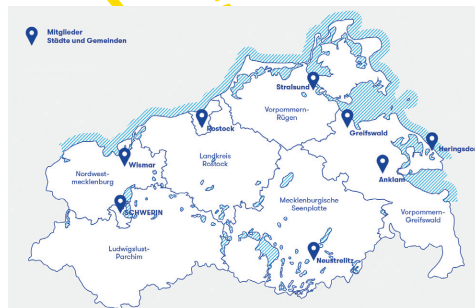 Mitglieder
Städte und Gemeinden
Stralsund
Vorpommern-
Rügen
Rostock
Greifswald
Heringsdorf
Wismar
Landkreis
Rostock
Anklam
Nordwest-
mecklenburg
SCHWERIN
Mecklenburgische
Seenplatte
Vorpommern-
Greifswald
Ludwigslust-
Parchim
Neustrelitz